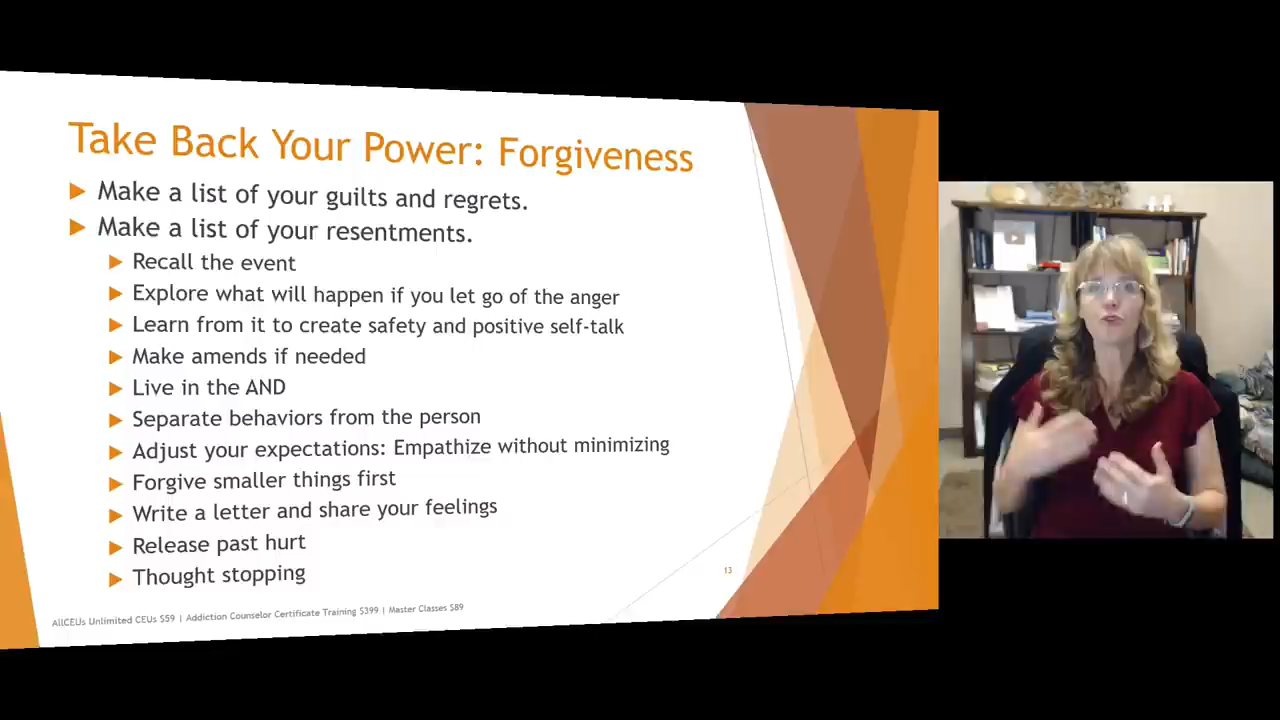 Take Back Your Power: Forgiveness
Make a list of your guilts and regrets.
Make a list of your resentments.
Recall the event
Explore what will happen if you let go of the anger
Learn from it to create safety and positive self-talk
Make amends if needed
Live in the AND
Separate behaviors from the person
Adjust your expectations: Empathize without minimizing
Forgive smaller things first
Write a letter and share your feelings
Release past hurt
Thought stopping
13
AllCEUs Unlimited CEUs $59 | Addiction Counselor Certificate Training $399 | Master Classes $89